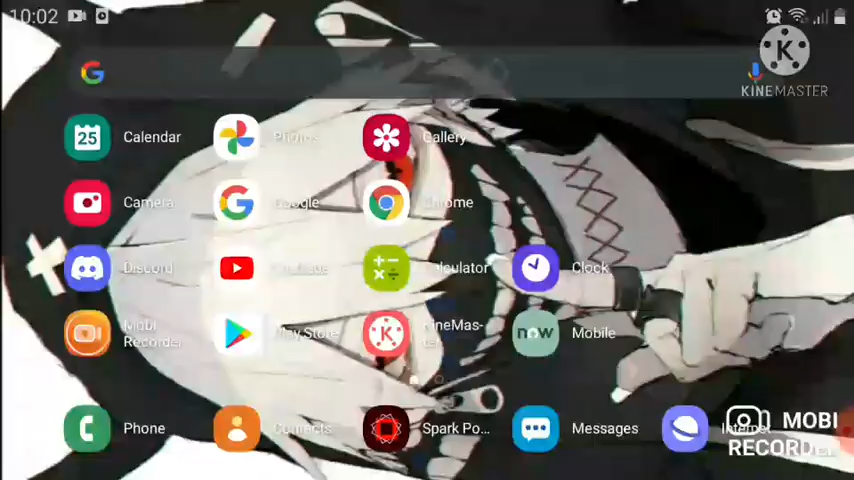 10:02
KINEMASTER
25
Calendar
Photos
Gallery
Camera
Google
Chrome
Discord
YouTube
Calculator
Clock
Mobi
Recorder
Play Store
KineMas-
ter
now
Mobile
Phone
Contacts
Spark Po...
Messages
Internet
MOBI
RECORDER